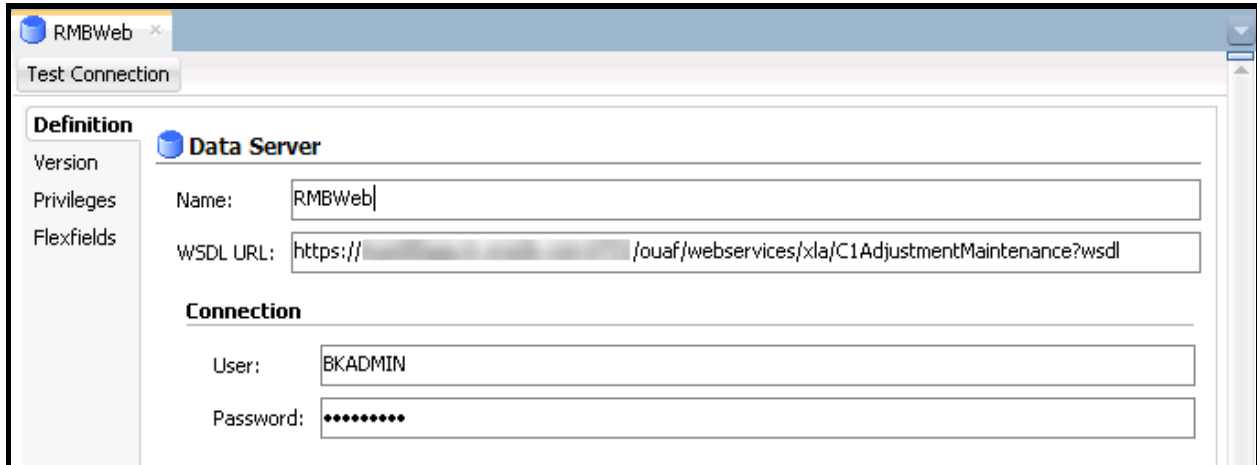 RMBWeb
Test Connection
Definition
Version
Privileges
Flexfields
Data Server
Name: RMBWeb
WSDL URL: https:// /ouaf/webservices/xla/C1AdjustmentMaintenance?wsdl
Connection
User: BKADMIN
Password: •••••••••